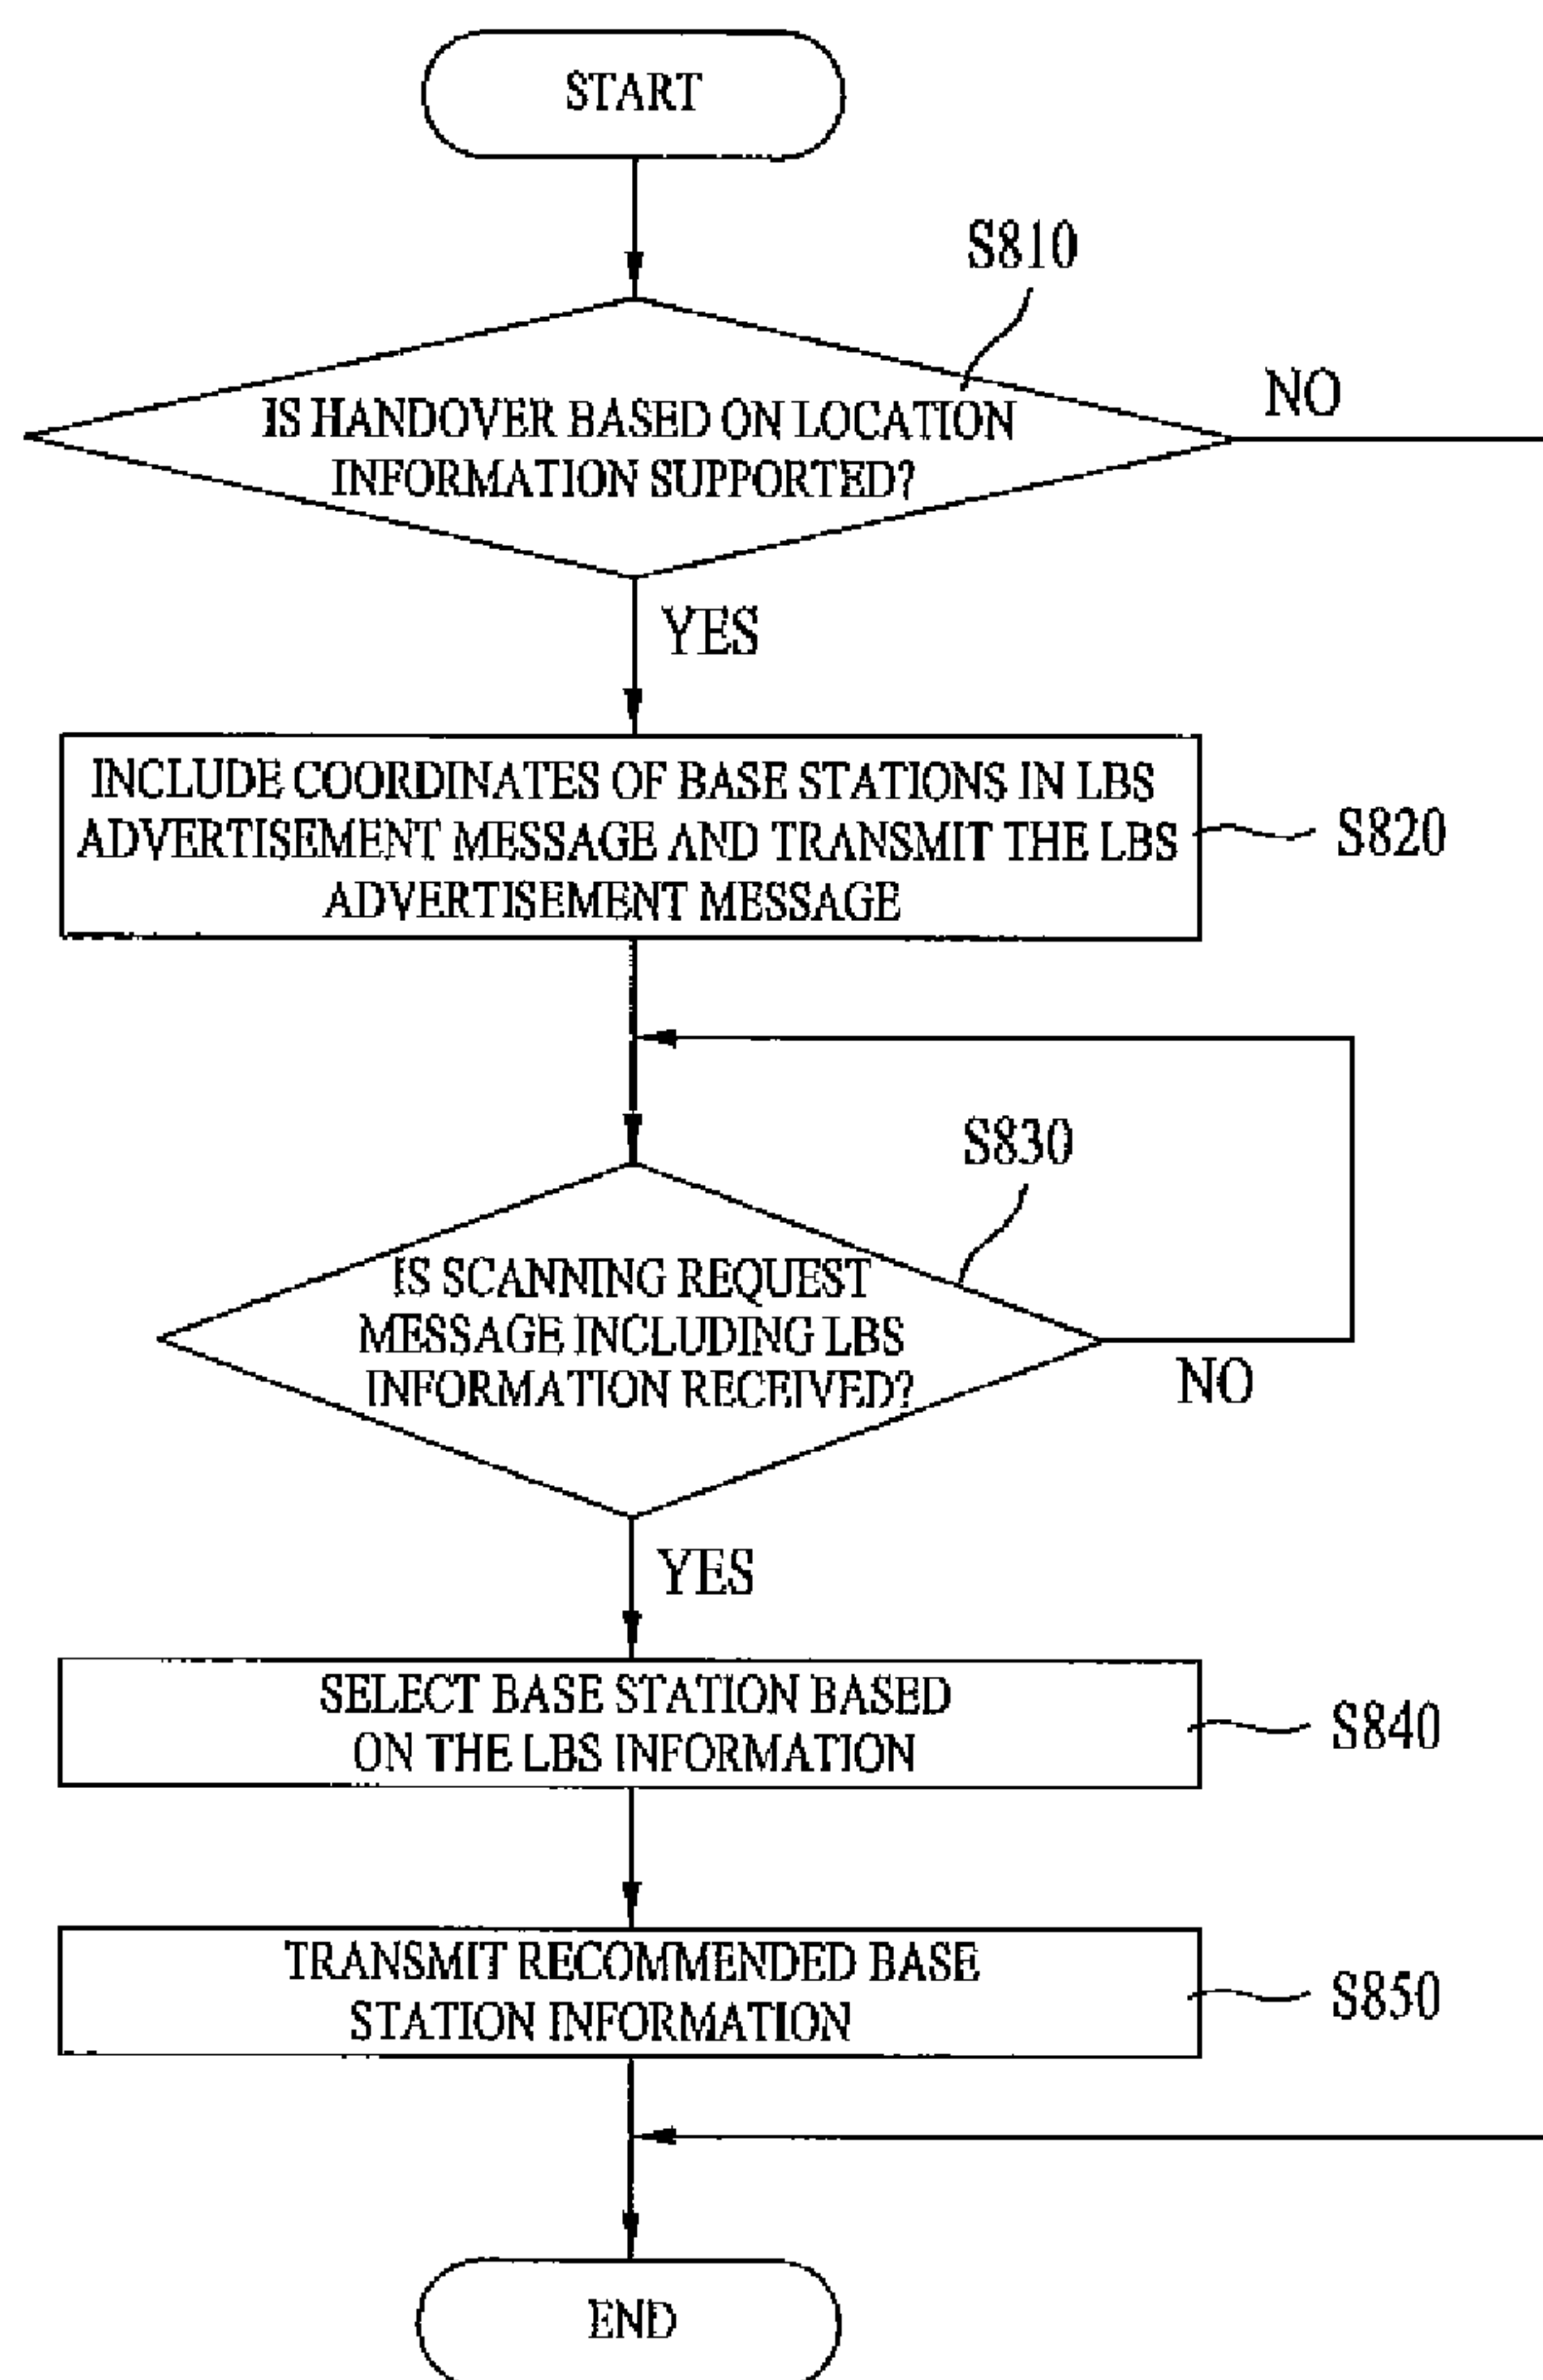 START
S810
IS HANDOVER BASED ON LOCATION
INFORMATION SUPPORTED?
NO
YES
INCLUDE COORDINATES OF BASE STATIONS IN LBS
ADVERTISEMENT MESSAGE AND TRANSMIT THE LBS
ADVERTISEMENT MESSAGE
S820
S830
IS SCANNING REQUEST
MESSAGE INCLUDING LBS
INFORMATION RECEIVED?
NO
YES
SELECT BASE STATION BASED
ON THE LBS INFORMATION
S840
TRANSMIT RECOMMENDED BASE
STATION INFORMATION
S850
END